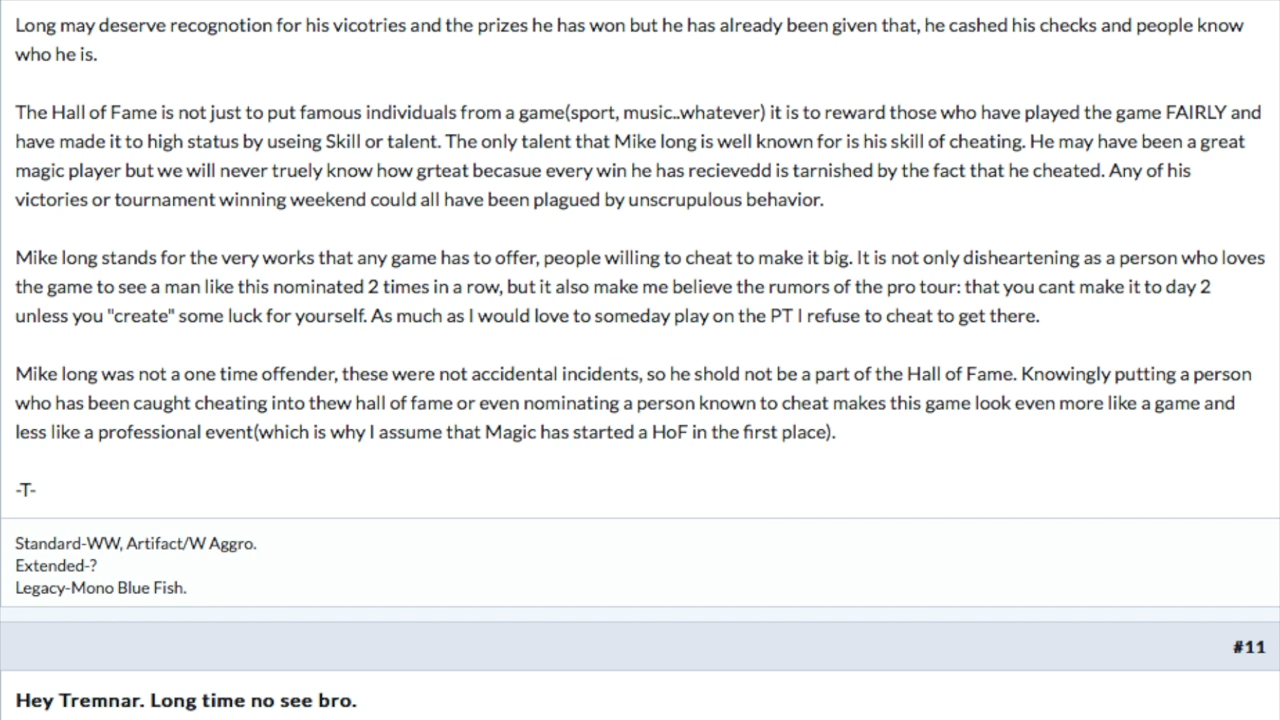 Long may deserve recognotion for his vicotries and the prizes he has won but he has already been given that, he cashed his checks and people know
who he is.
The Hall of Fame is not just to put famous individuals from a game(sport, music..whatever) it is to reward those who have played the game FAIRLY and
have made it to high status by useing Skill or talent. The only talent that Mike long is well known for is his skill of cheating. He may have been a great
magic player but we will never truely know how grteat becasue every win he has recievedd is tarnished by the fact that he cheated. Any of his
victories or tournament winning weekend could all have been plagued by unscrupulous behavior.
Mike long stands for the very works that any game has to offer, people willing to cheat to make it big. It is not only disheartening as a person who loves
the game to see a man like this nominated 2 times in a row, but it also make me believe the rumors of the pro tour: that you cant make it to day 2
unless you "create" some luck for yourself. As much as I would love to someday play on the PT I refuse to cheat to get there.
Mike long was not a one time offender, these were not accidental incidents, so he shold not be a part of the Hall of Fame. Knowingly putting a person
who has been caught cheating into thew hall of fame or even nominating a person known to cheat makes this game look even more like a game and
less like a professional event(which is why I assume that Magic has started a HoF in the first place).
-T-
Standard-WW, Artifact/W Aggro.
Extended-?
Legacy-Mono Blue Fish.
#11
Hey Tremnar. Long time no see bro.